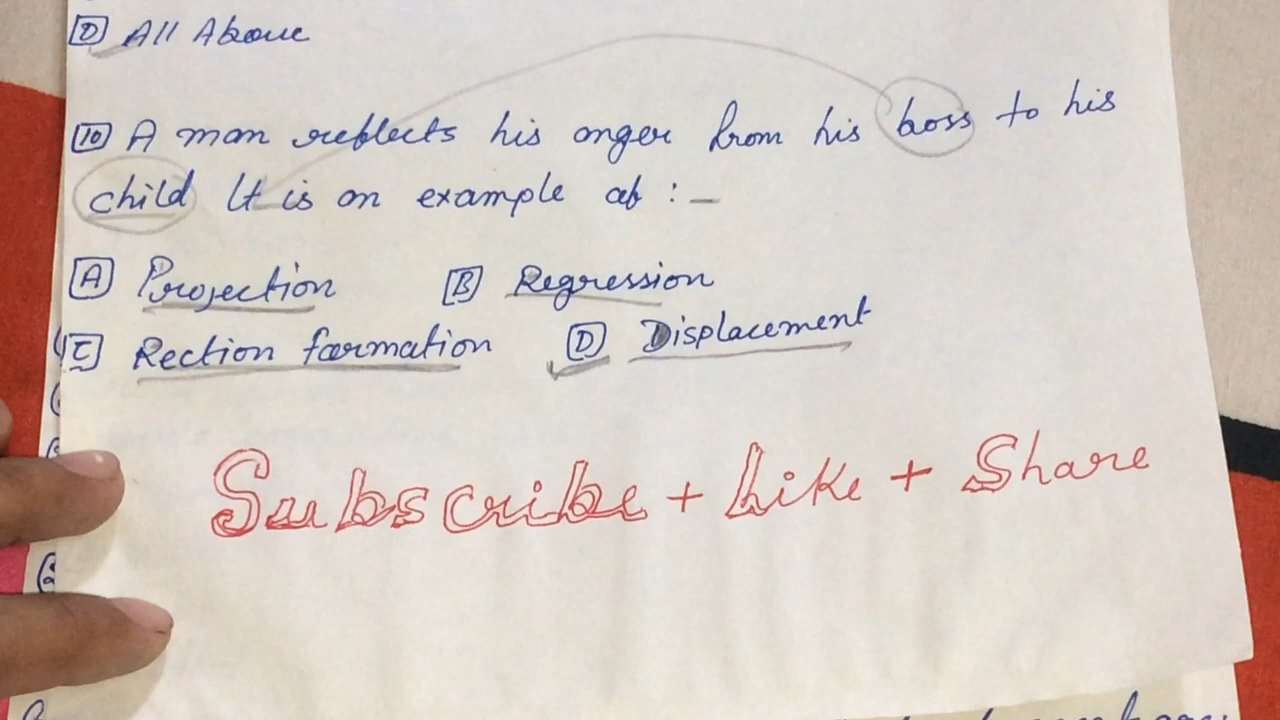 D All Above
10 A man reflects his anger from his boss to his
child It is an example of :-
A Projection B Regression
C Rection formation D Displacement
Subscribe + Like + Share